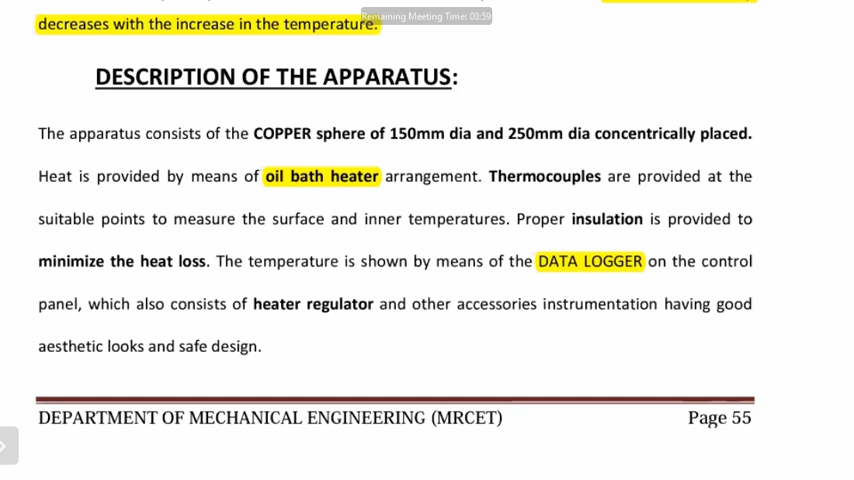 decreases with the increase in the temperature.
Remaining Meeting Time: 03:59
DESCRIPTION OF THE APPARATUS:
The apparatus consists of the COPPER sphere of 150mm dia and 250mm dia concentrically placed.
Heat is provided by means of oil bath heater arrangement. Thermocouples are provided at the
suitable points to measure the surface and inner temperatures. Proper insulation is provided to
minimize the heat loss. The temperature is shown by means of the DATA LOGGER on the control
panel, which also consists of heater regulator and other accessories instrumentation having good
aesthetic looks and safe design.
DEPARTMENT OF MECHANICAL ENGINEERING (MRCET) Page 55